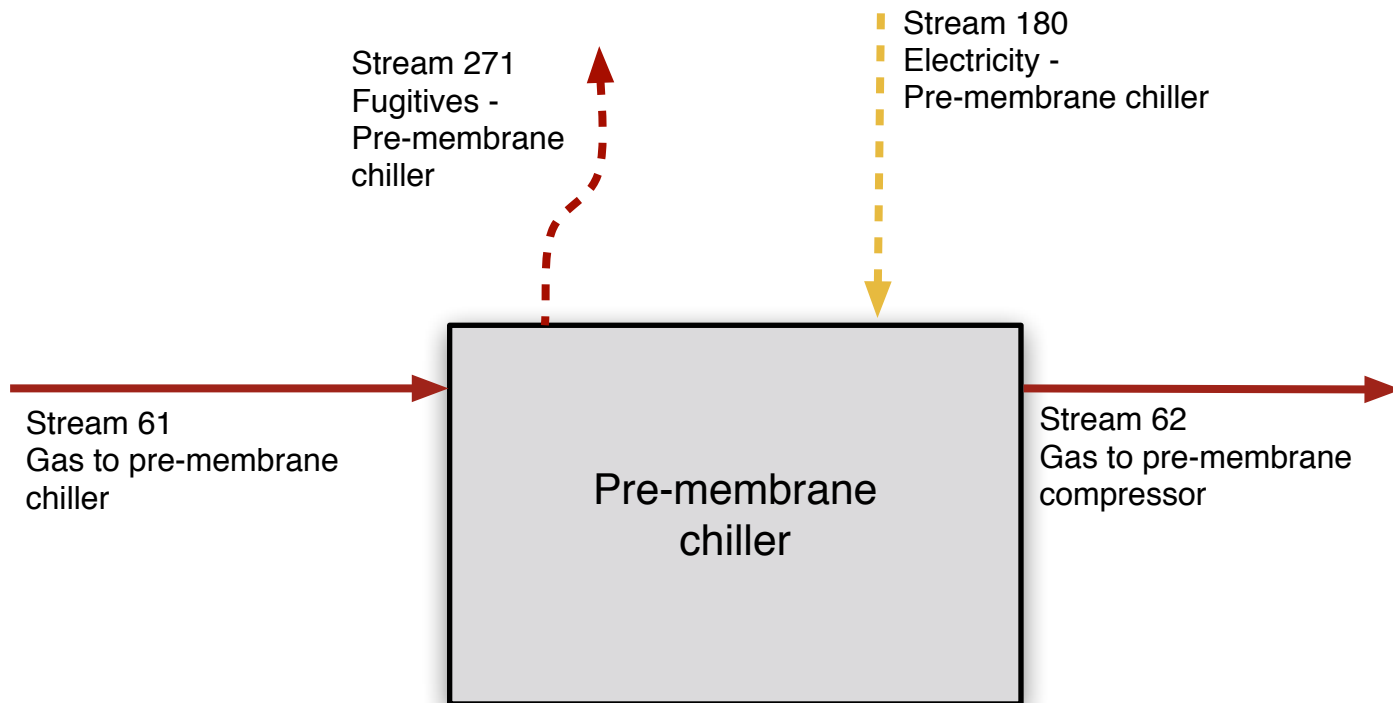 Stream 271
Fugitives -
Pre-membrane
chiller
Stream 180
Electricity -
Pre-membrane chiller
Stream 61
Gas to pre-membrane
chiller
Pre-membrane
chiller
Stream 62
Gas to pre-membrane
compressor